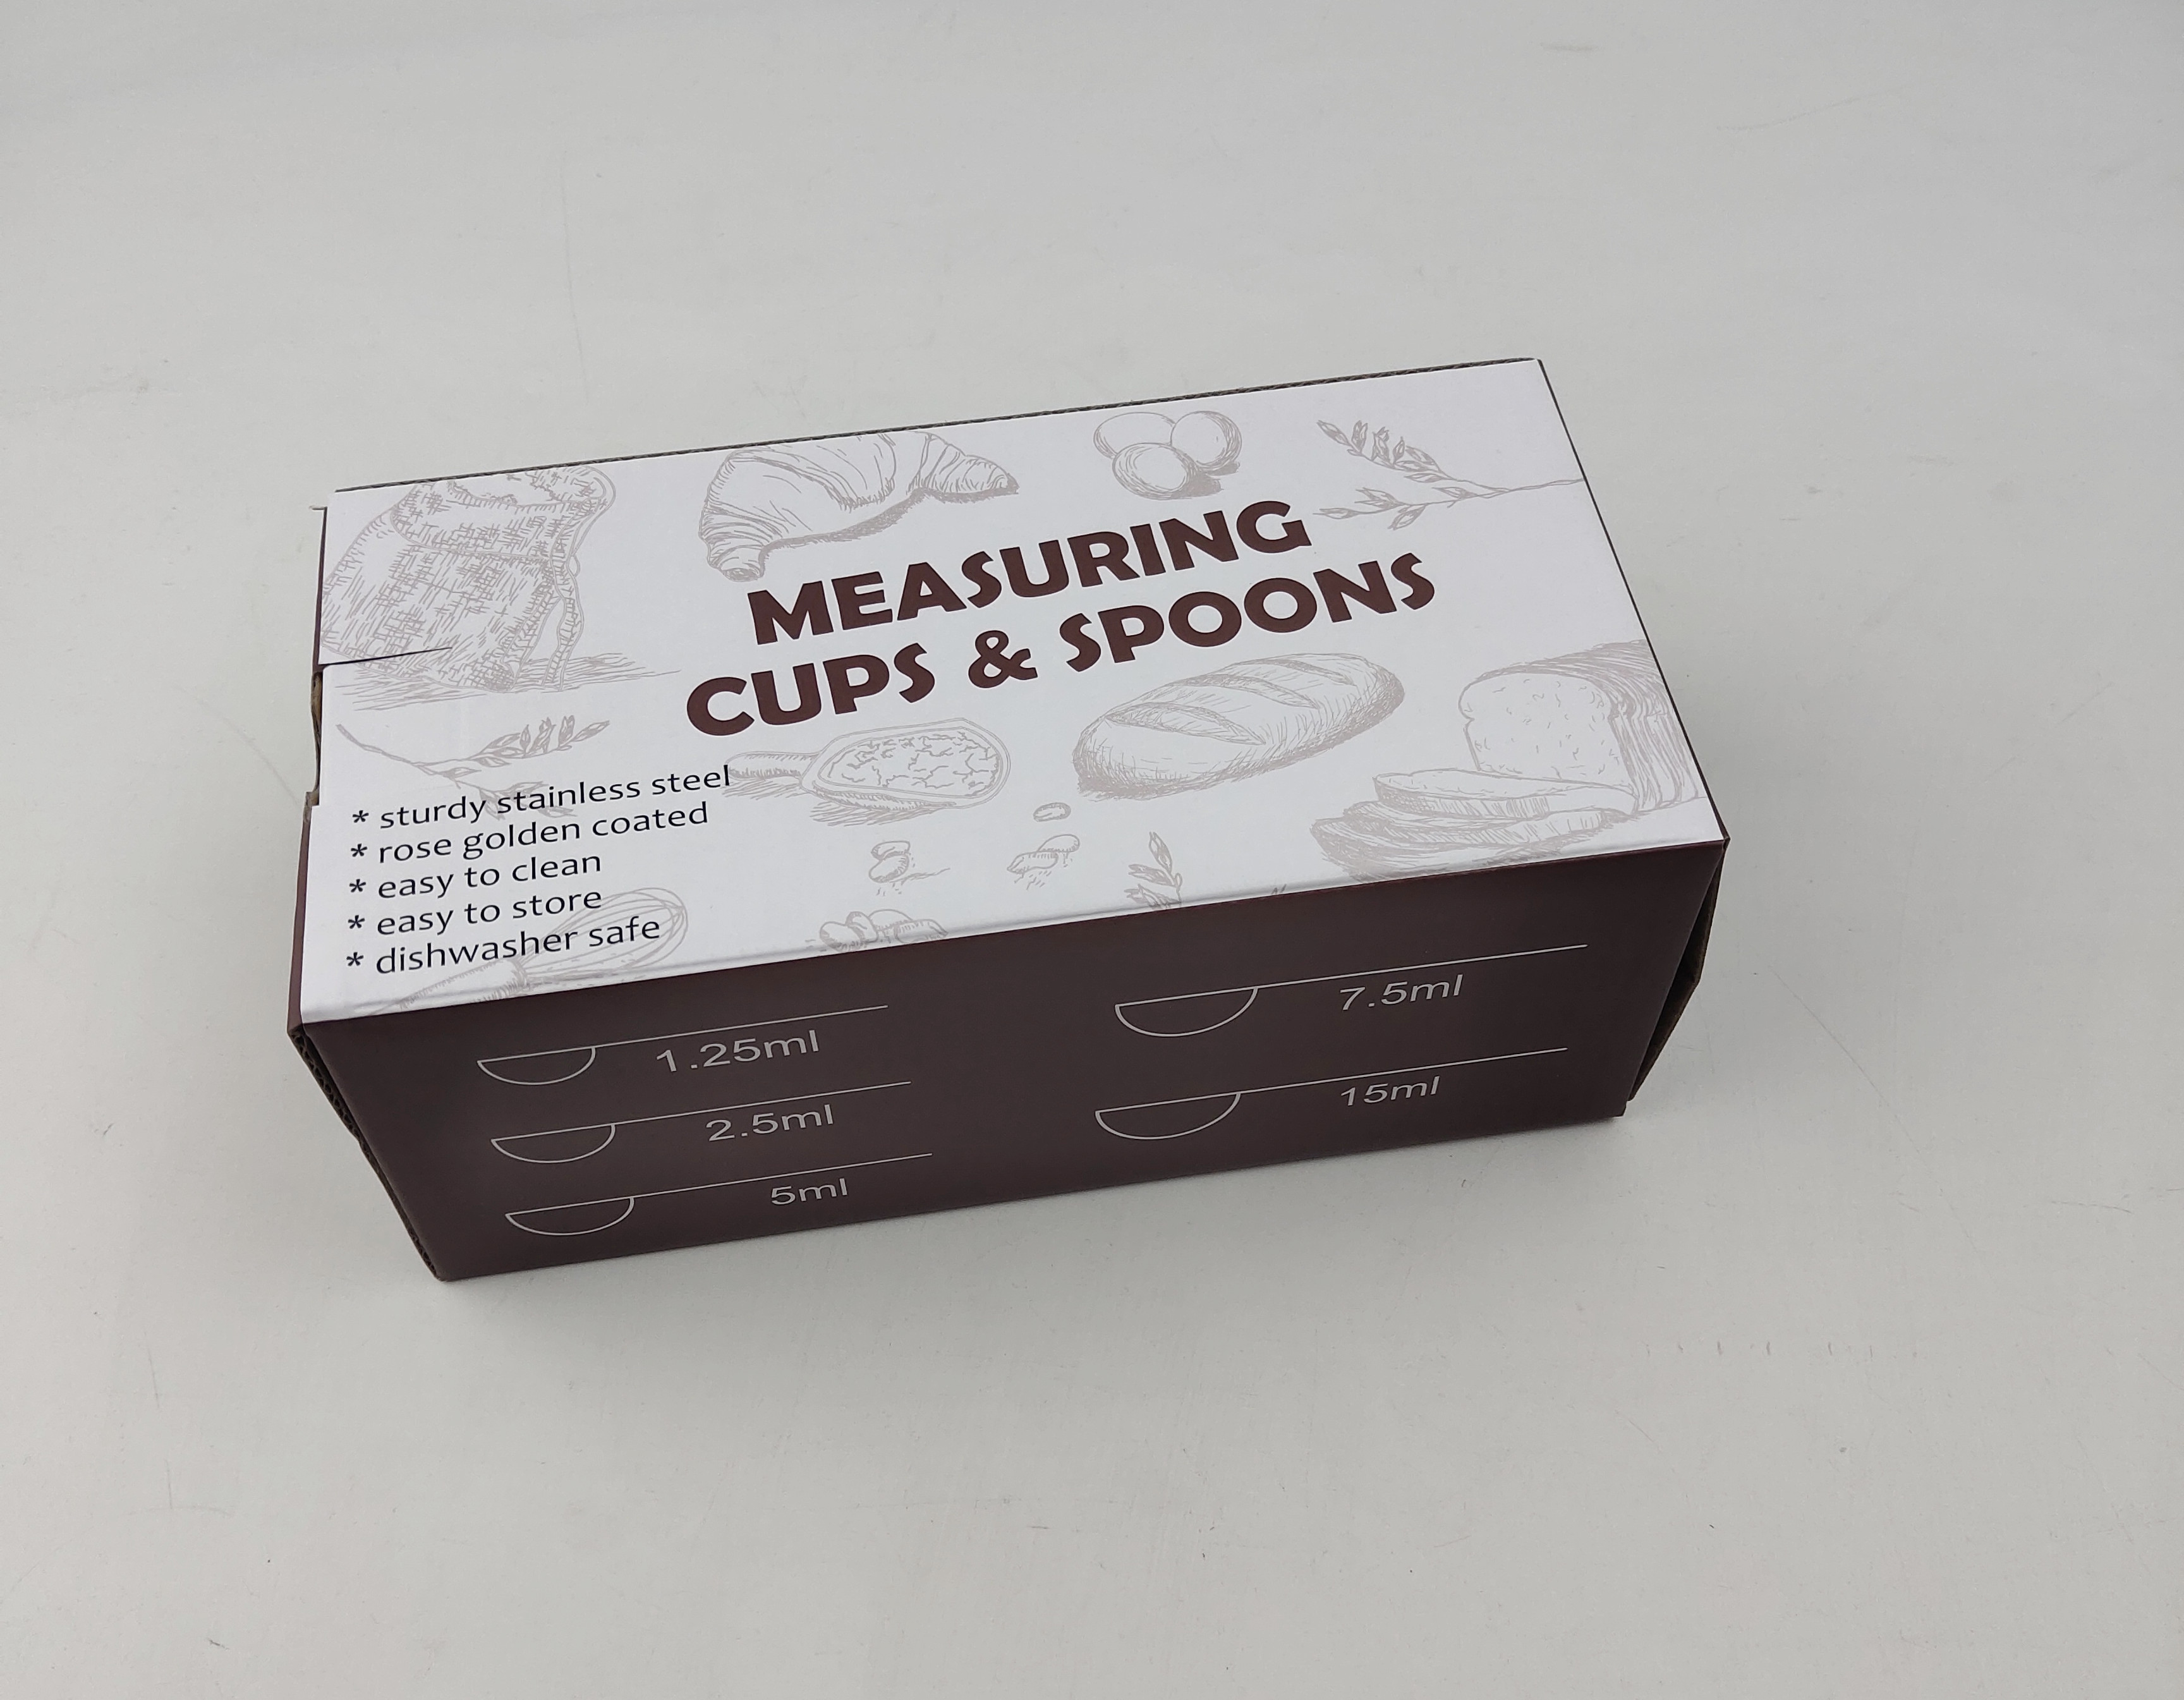 MEASURING
CUPS & SPOONS
* sturdy stainless steel
* rose golden coated
* easy to clean
* easy to store
* dishwasher safe
1.25ml
2.5ml
5ml
7.5ml
15ml